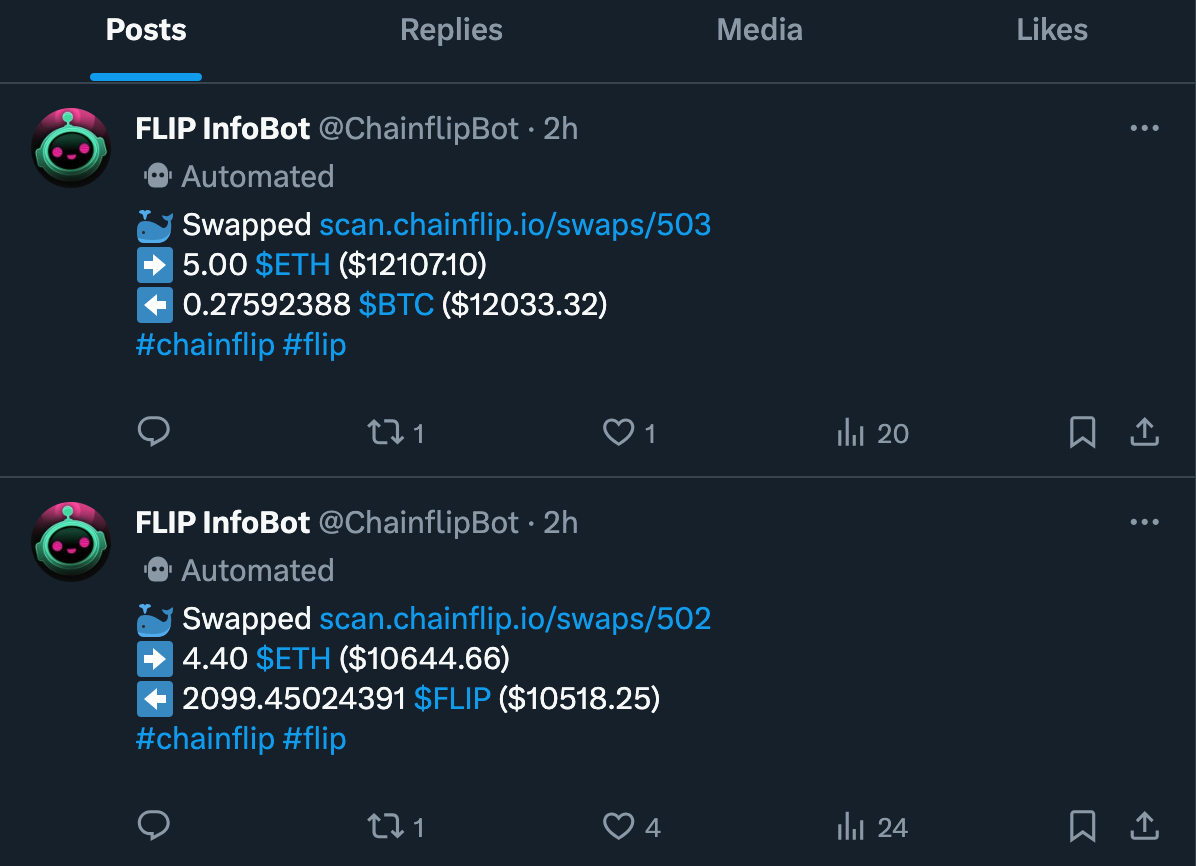 Posts Replies Media Likes
FLIP InfoBot @ChainflipBot · 2h
Automated
🐳 Swapped scan.chainflip.io/swaps/503
➡️ 5.00 $ETH ($12107.10)
⬅️ 0.27592388 $BTC ($12033.32)
#chainflip #flip
1 1 20
FLIP InfoBot @ChainflipBot · 2h
Automated
🐳 Swapped scan.chainflip.io/swaps/502
➡️ 4.40 $ETH ($10644.66)
⬅️ 2099.45024391 $FLIP ($10518.25)
#chainflip #flip
1 4 24